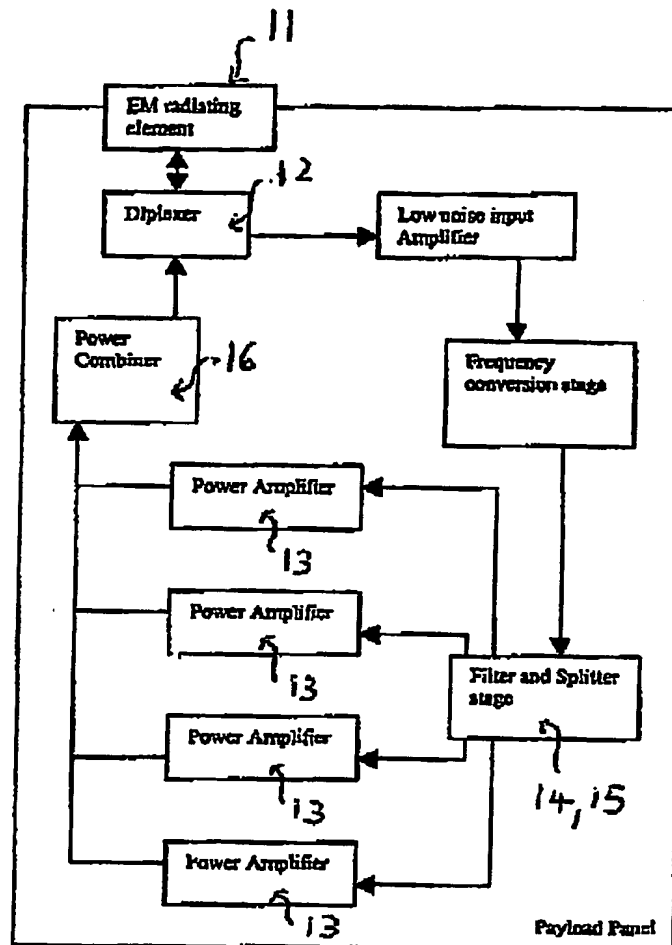 11
EM radiating
element
Diplexer
12
Low noise input
Amplifier
Power
Combiner
16
Frequency
conversion stage
Power Amplifier
13
Power Amplifier
13
Filter and Splitter
stage
Power Amplifier
13
14, 15
Power Amplifier
13
Payload Panel